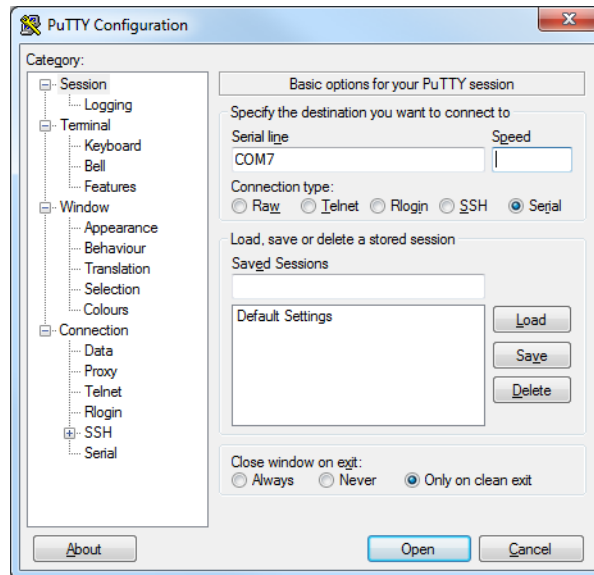 PuTTY Configuration
Category:
Session
Logging
Terminal
Keyboard
Bell
Features
Window
Appearance
Behaviour
Translation
Selection
Colours
Connection
Data
Proxy
Telnet
Rlogin
SSH
Serial
Basic options for your PuTTY session
Specify the destination you want to connect to
Serial line Speed
COM7
Connection type:
Raw Telnet Rlogin SSH Serial
Load, save or delete a stored session
Saved Sessions
Default Settings
Load
Save
Delete
Close window on exit:
Always Never Only on clean exit
About Open Cancel